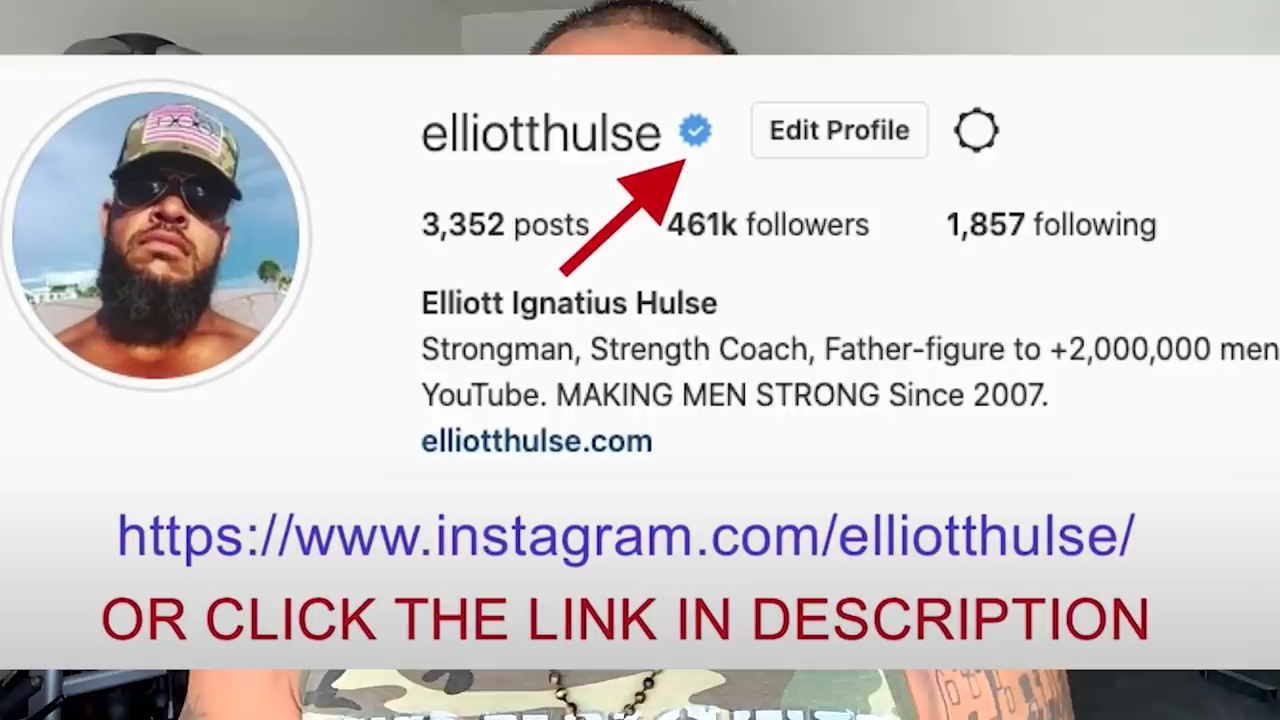 elliotthulse Edit Profile
3,352 posts 461k followers 1,857 following
Elliott Ignatius Hulse
Strongman, Strength Coach, Father-figure to +2,000,000 men
YouTube. MAKING MEN STRONG Since 2007.
elliotthulse.com
https://www.instagram.com/elliotthulse/
OR CLICK THE LINK IN DESCRIPTION